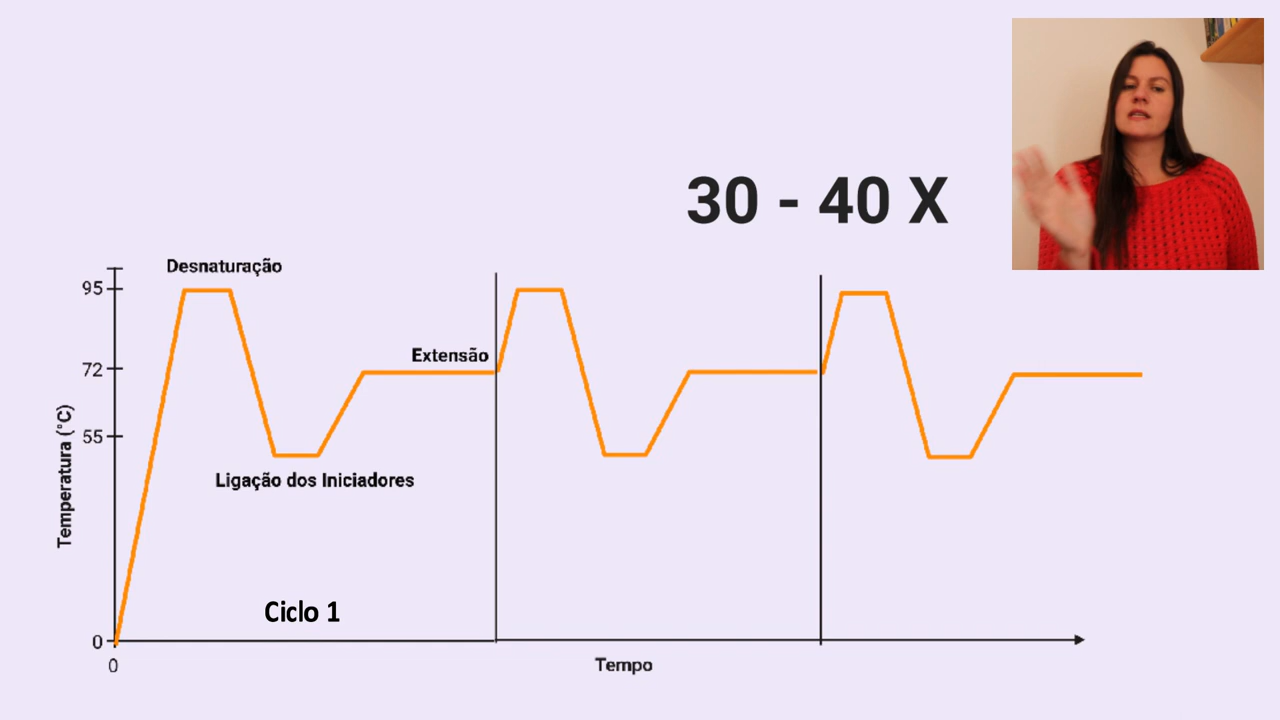 30 - 40 X
Desnaturação
95
Extensão
72
55
Temperatura (°C)
Ligação dos Iniciadores
Ciclo 1
0
0
Tempo